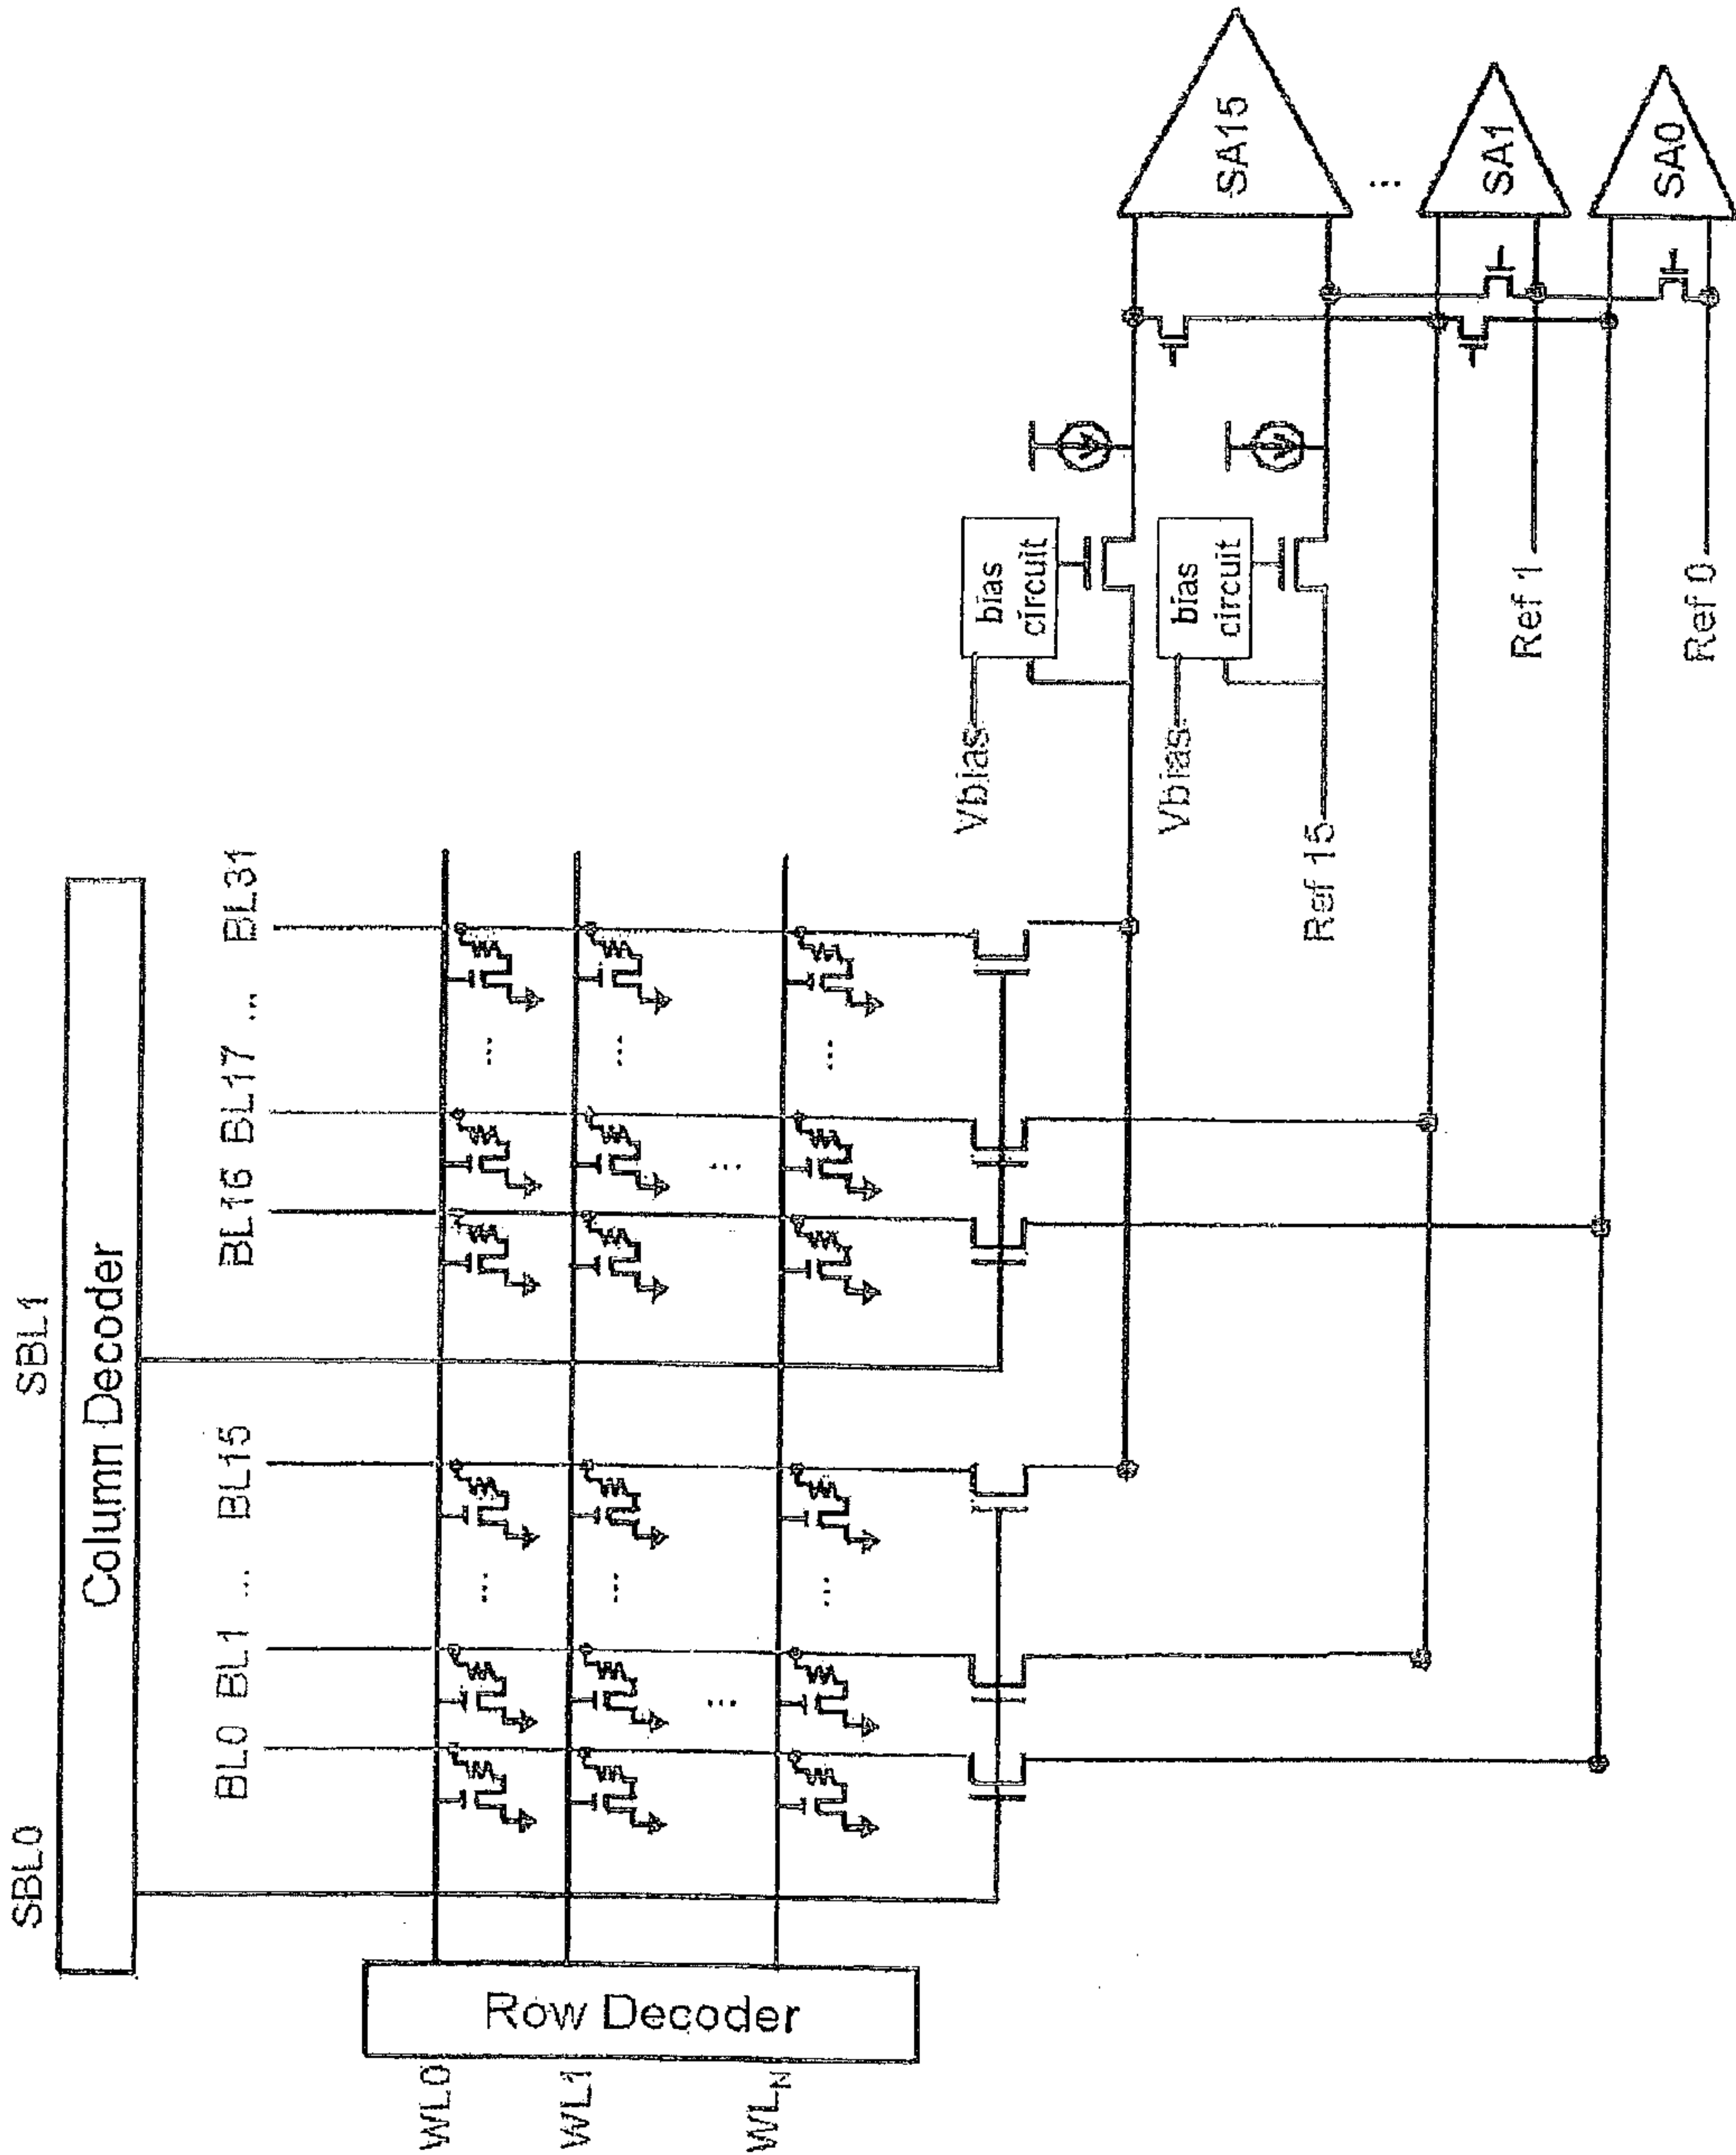 SBL0
SBL1
Column Decoder
BL0 BL1 ... BL15
BL16 BL17 ... BL31
WL0
WL1
WLN
Row Decoder
...
...
...
...
...
...
...
...
Vbias
bias
circuit
Vbias
bias
circuit
Ref 15
SA15
...
Ref 1
SA1
Ref 0
SA0